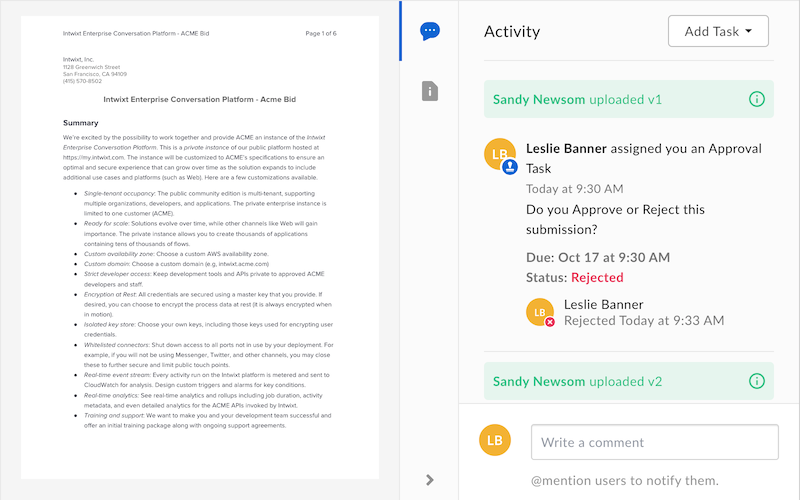 Intwixt Enterprise Conversation Platform - ACME Bid
Page 1 of 6
Intwixt, Inc.
1128 Greenwich Street
San Francisco, CA 94109
(415) 570-8502
Intwixt Enterprise Conversation Platform - Acme Bid
Summary
We're excited by the possibility to work together and provide ACME an instance of the Intwixt
Enterprise Conversation Platform. This is a private instance of our public platform hosted at
https://my.intwixt.com. The instance will be customized to ACME's specifications to ensure an
optimal and secure experience that can grow over time as the solution expands to include
additional use cases and platforms (such as Web). Here are a few customizations available.
• Single-tenant occupancy: The public community edition is multi-tenant, supporting
multiple organizations, developers, and applications. The private enterprise instance is
limited to one customer (ACME).
• Ready for scale: Solutions evolve over time, while other channels like Web will gain
importance. The private instance allows you to create thousands of applications
containing tens of thousands of flows.
• Custom availability zone: Choose a custom AWS availability zone.
• Custom domain: Choose a custom domain (e.g, intwixt.acme.com)
• Strict developer access: Keep development tools and APIs private to approved ACME
developers and staff.
• Encryption at Rest: All credentials are secured using a master key that you provide. If
desired, you can choose to encrypt the process data at rest (it is always encrypted when
in motion).
• Isolated key store: Choose your own keys, including those keys used for encrypting user
credentials.
• Whitelisted connectors: Shut down access to all ports not in use by your deployment. For
example, if you will not be using Messenger, Twitter, and other channels, you may close
these to further secure and limit public touch points.
• Real-time event stream: Every activity run on the Intwixt platform is metered and sent to
CloudWatch for analysis. Design custom triggers and alarms for key conditions.
• Real-time analytics: See real-time analytics and rollups including job duration, activity
metadata, and even detailed analytics for the ACME APIs invoked by Intwixt.
• Training and support: We want to make you and your development team successful and
offer an initial training package along with ongoing support agreements.
Activity
Add Task
Sandy Newsom uploaded v1
LB
Leslie Banner assigned you an Approval
Task
Today at 9:30 AM
Do you Approve or Reject this
submission?
Due: Oct 17 at 9:30 AM
Status: Rejected
LB
Leslie Banner
Rejected Today at 9:33 AM
Sandy Newsom uploaded v2
LB
Write a comment
@mention users to notify them.